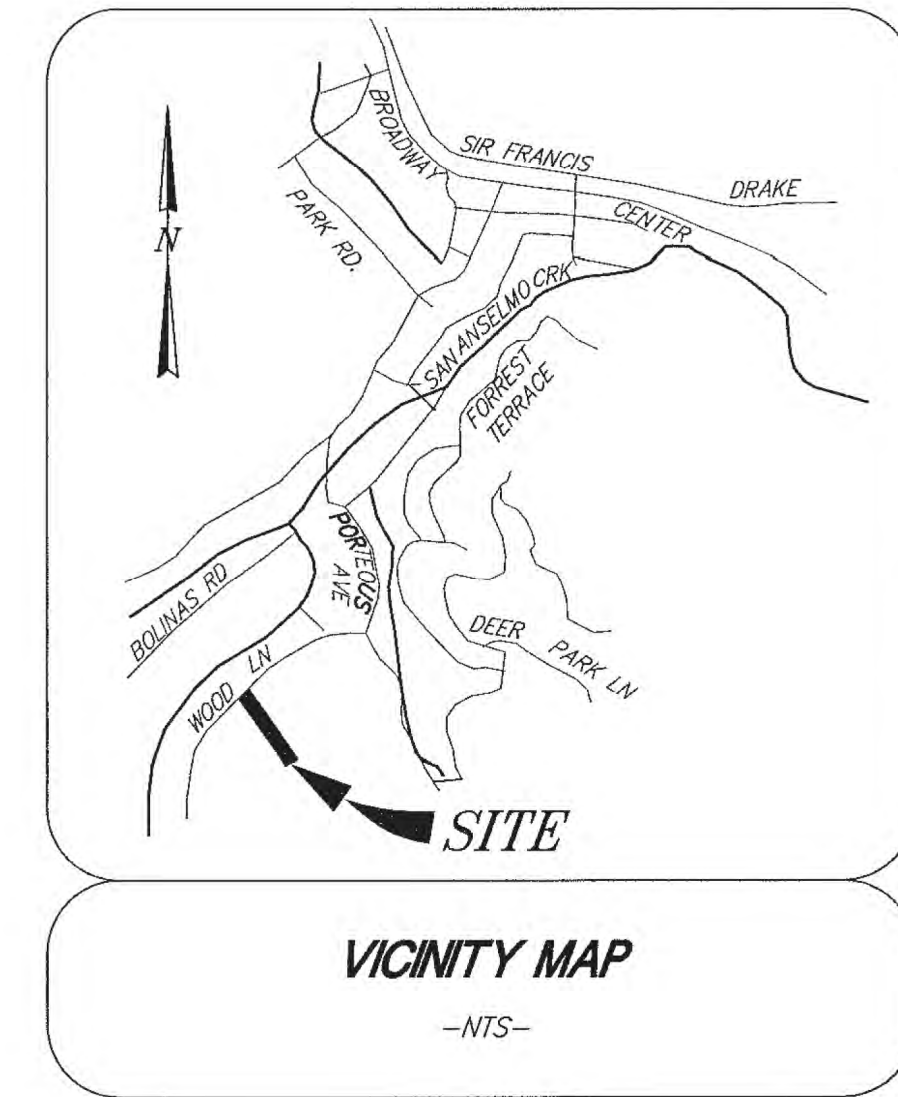 BROADWAY
SIR FRANCIS
DRAKE
CENTER
PARK RD.
N
SAN ANSELMO CRK
FORREST
TERRACE
PORTEOUS
AVE
BOLINAS RD
WOOD LN
DEER PARK LN
SITE
VICINITY MAP
-NTS-